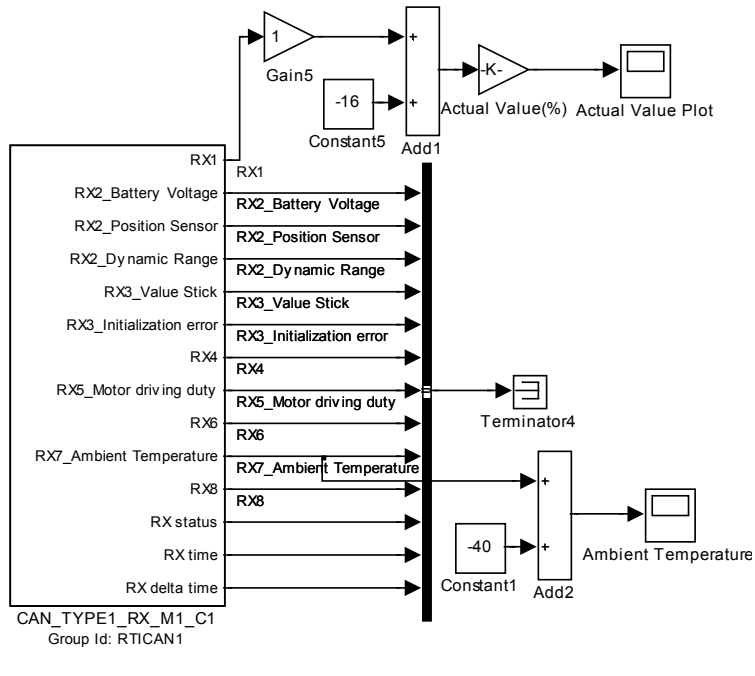 1
Gain5
-16
Constant5
+
+
Add1
-K-
Actual Value(%)
Actual Value Plot
RX1
RX1
RX2_Battery Voltage
RX2_Battery Voltage
RX2_Position Sensor
RX2_Position Sensor
RX2_Dynamic Range
RX2_Dynamic Range
RX3_Value Stick
RX3_Value Stick
RX3_Initialization error
RX3_Initialization error
RX4
RX4
RX5_Motor driving duty
RX5_Motor driving duty
RX6
RX6
RX7_Ambient Temperature
RX7_Ambient Temperature
RX8
RX8
RX status
RX time
RX delta time
CAN_TYPE1_RX_M1_C1
Group Id: RTICAN1
Terminator4
+
+
-40
Constant1
Add2
Ambient Temperature